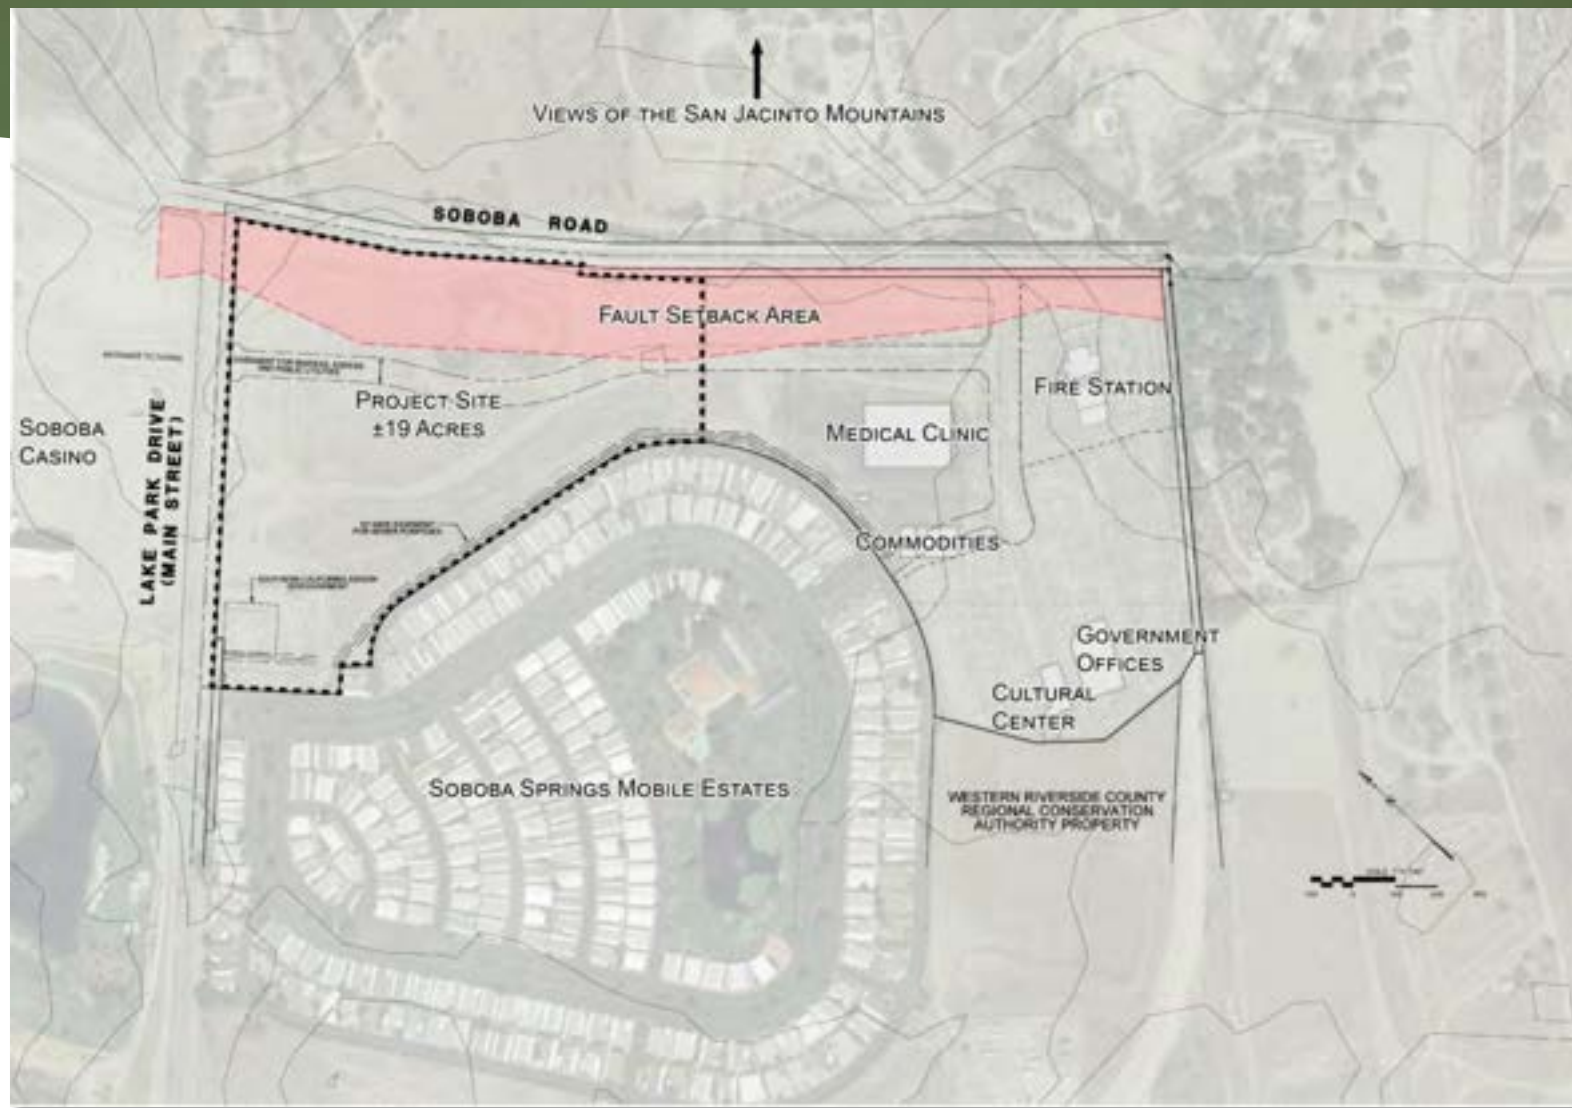 VIEWS OF THE SAN JACINTO MOUNTAINS
SOBOBA ROAD
FAULT SETBACK AREA
PROJECT SITE
±19 ACRES
FIRE STATION
MEDICAL CLINIC
SOBOBA
CASINO
LAKE PARK DRIVE
(MAIN STREET)
COMMODITIES
GOVERNMENT
OFFICES
CULTURAL
CENTER
SOBOBA SPRINGS MOBILE ESTATES
WESTERN RIVERSIDE COUNTY
REGIONAL CONSERVATION
AUTHORITY PROPERTY